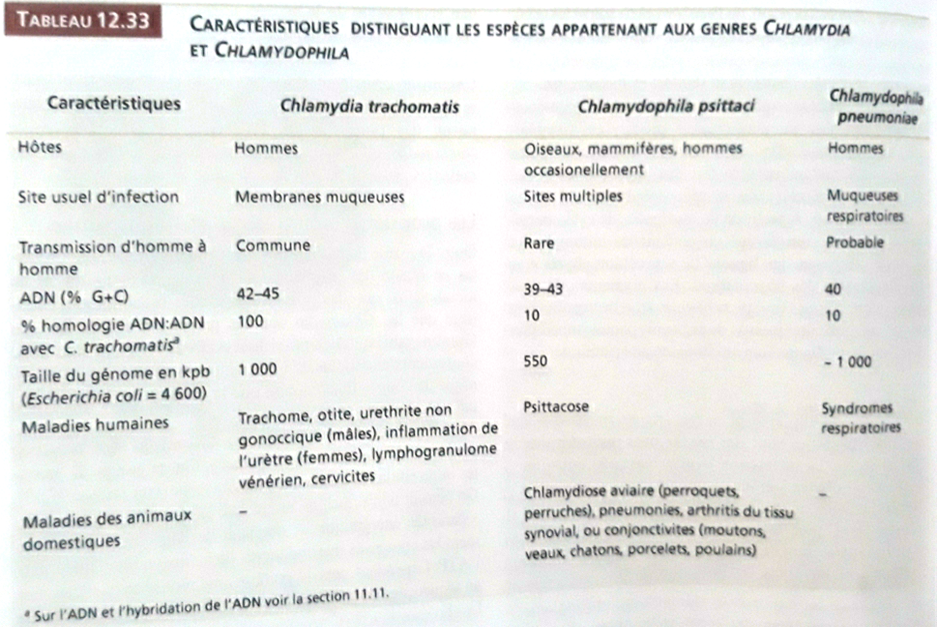 TABLEAU 12.33
CARACTÉRISTIQUES DISTINGUANT LES ESPÈCES APPARTENANT AUX GENRES CHLAMYDIA
ET CHLAMYDOPHILA
Caractéristiques Chlamydia trachomatis Chlamydophila psittaci Chlamydophila
pneumoniae
Hôtes Hommes Oiseaux, mammifères, hommes Hommes
occasionellement
Site usuel d'infection Membranes muqueuses Sites multiples Muqueuses
respiratoires
Transmission d'homme à Commune Rare Probable
homme
ADN (% G+C) 42–45 39–43 40
% homologie ADN:ADN 100 10 10
avec C. trachomatisª
Taille du génome en kpb 1 000 550 ~ 1 000
(Escherichia coli = 4 600)
Maladies humaines Trachome, otite, urethrite non Psittacose Syndromes
gonoccique (mâles), inflammation de respiratoires
l'urètre (femmes), lymphogranulome
vénérien, cervicites
Maladies des animaux – Chlamydiose aviaire (perroquets, –
domestiques perruches), pneumonies, arthritis du tissu
synovial, ou conjonctivites (moutons,
veaux, chatons, porcelets, poulains)
ª Sur l'ADN et l'hybridation de l'ADN voir la section 11.11.